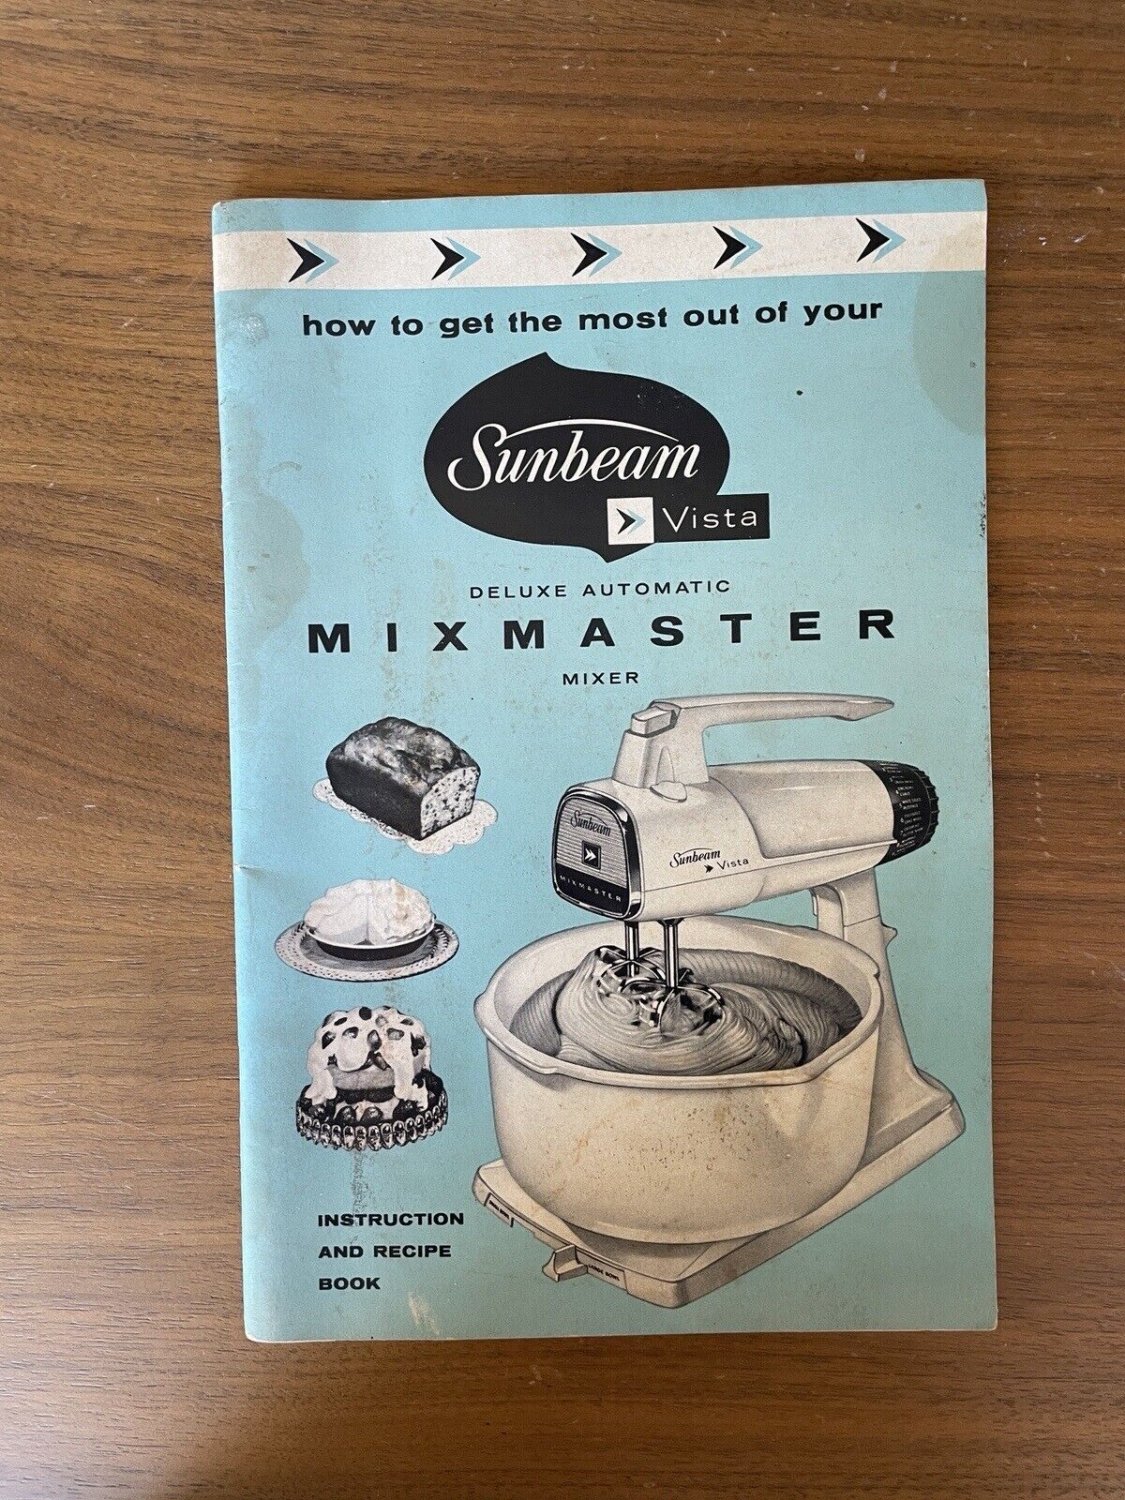 how to get the most out of your
Sunbeam
Vista
DELUXE AUTOMATIC
MIXMASTER
MIXER
Sunbeam
MIXMASTER
Sunbeam
Vista
INSTRUCTION
AND RECIPE
BOOK